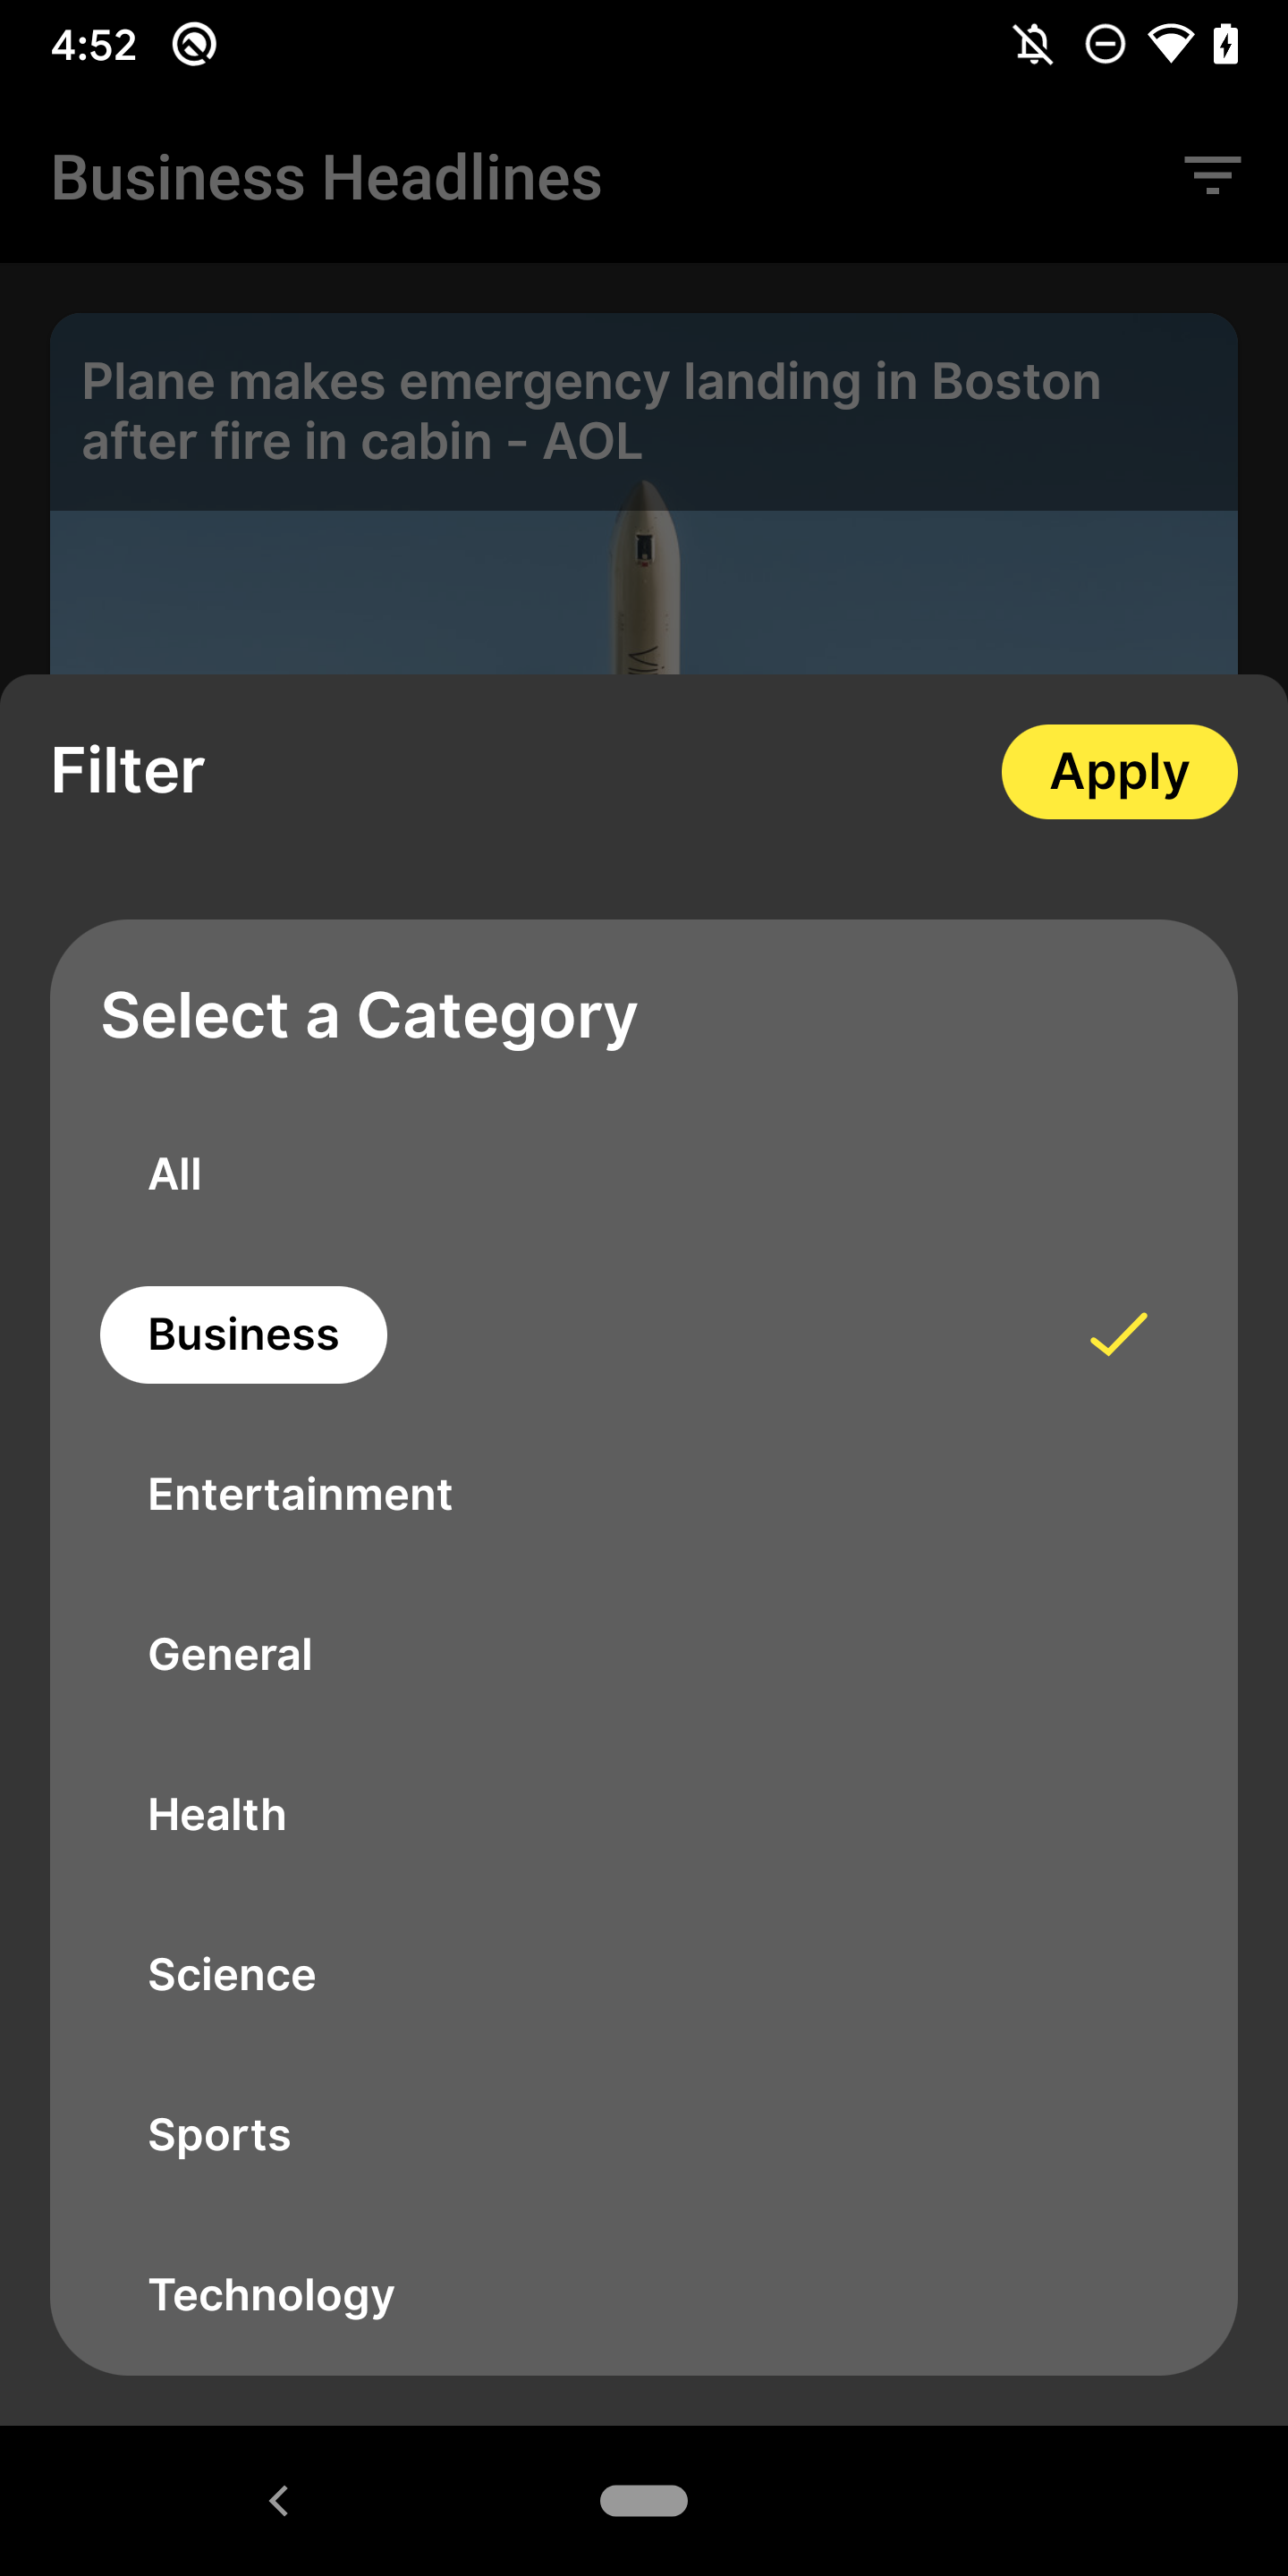 4:52
Business Headlines
Plane makes emergency landing in Boston
after fire in cabin - AOL
Filter
Apply
Select a Category
All
Business
Entertainment
General
Health
Science
Sports
Technology